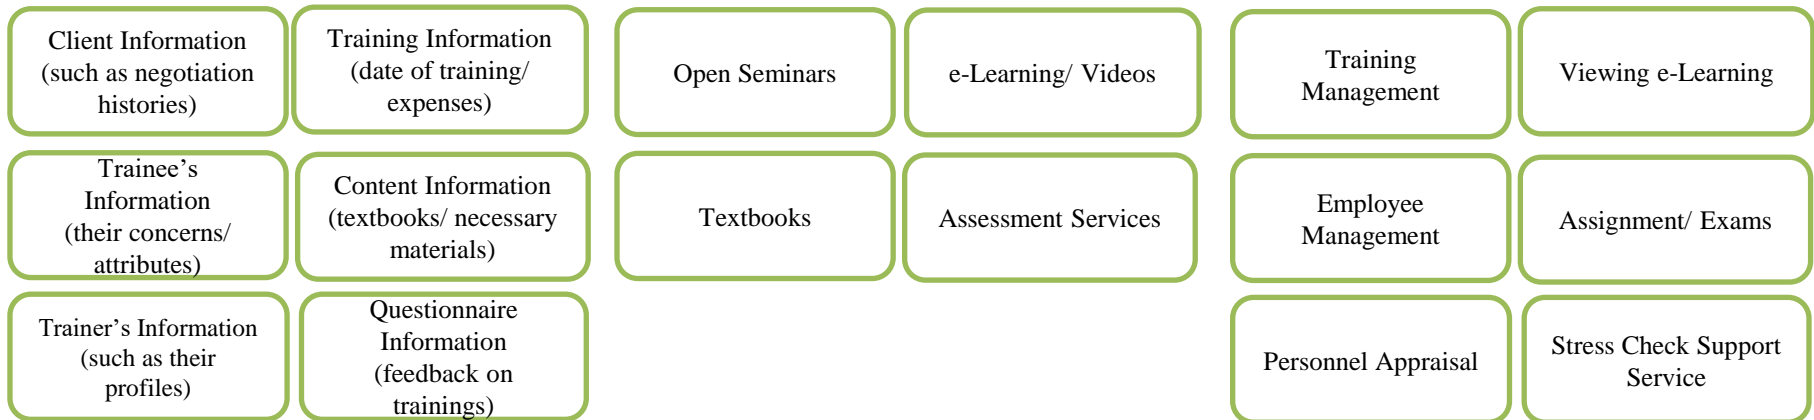 Client Information
(such as negotiation
histories)
Training Information
(date of training/
expenses)
Open Seminars
e-Learning/ Videos
Training
Management
Viewing e-Learning
Trainee’s
Information
(their concerns/
attributes)
Content Information
(textbooks/ necessary
materials)
Textbooks
Assessment Services
Employee
Management
Assignment/ Exams
Trainer’s Information
(such as their
profiles)
Questionnaire
Information
(feedback on
trainings)
Personnel Appraisal
Stress Check Support
Service